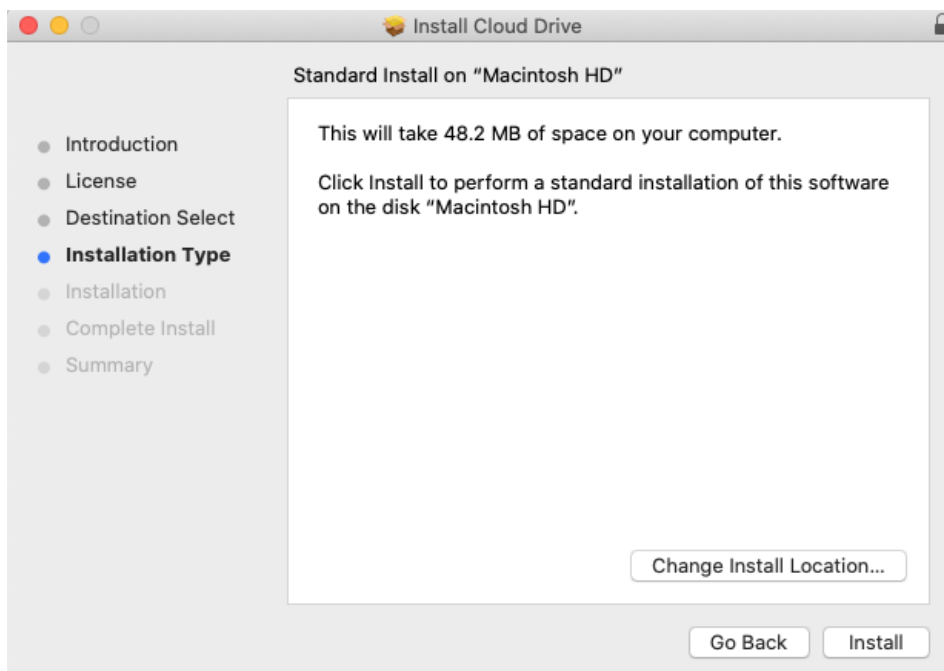 Install Cloud Drive
Standard Install on “Macintosh HD”
Introduction
License
Destination Select
Installation Type
Installation
Complete Install
Summary
This will take 48.2 MB of space on your computer.
Click Install to perform a standard installation of this software
on the disk “Macintosh HD”.
Change Install Location...
Go Back
Install